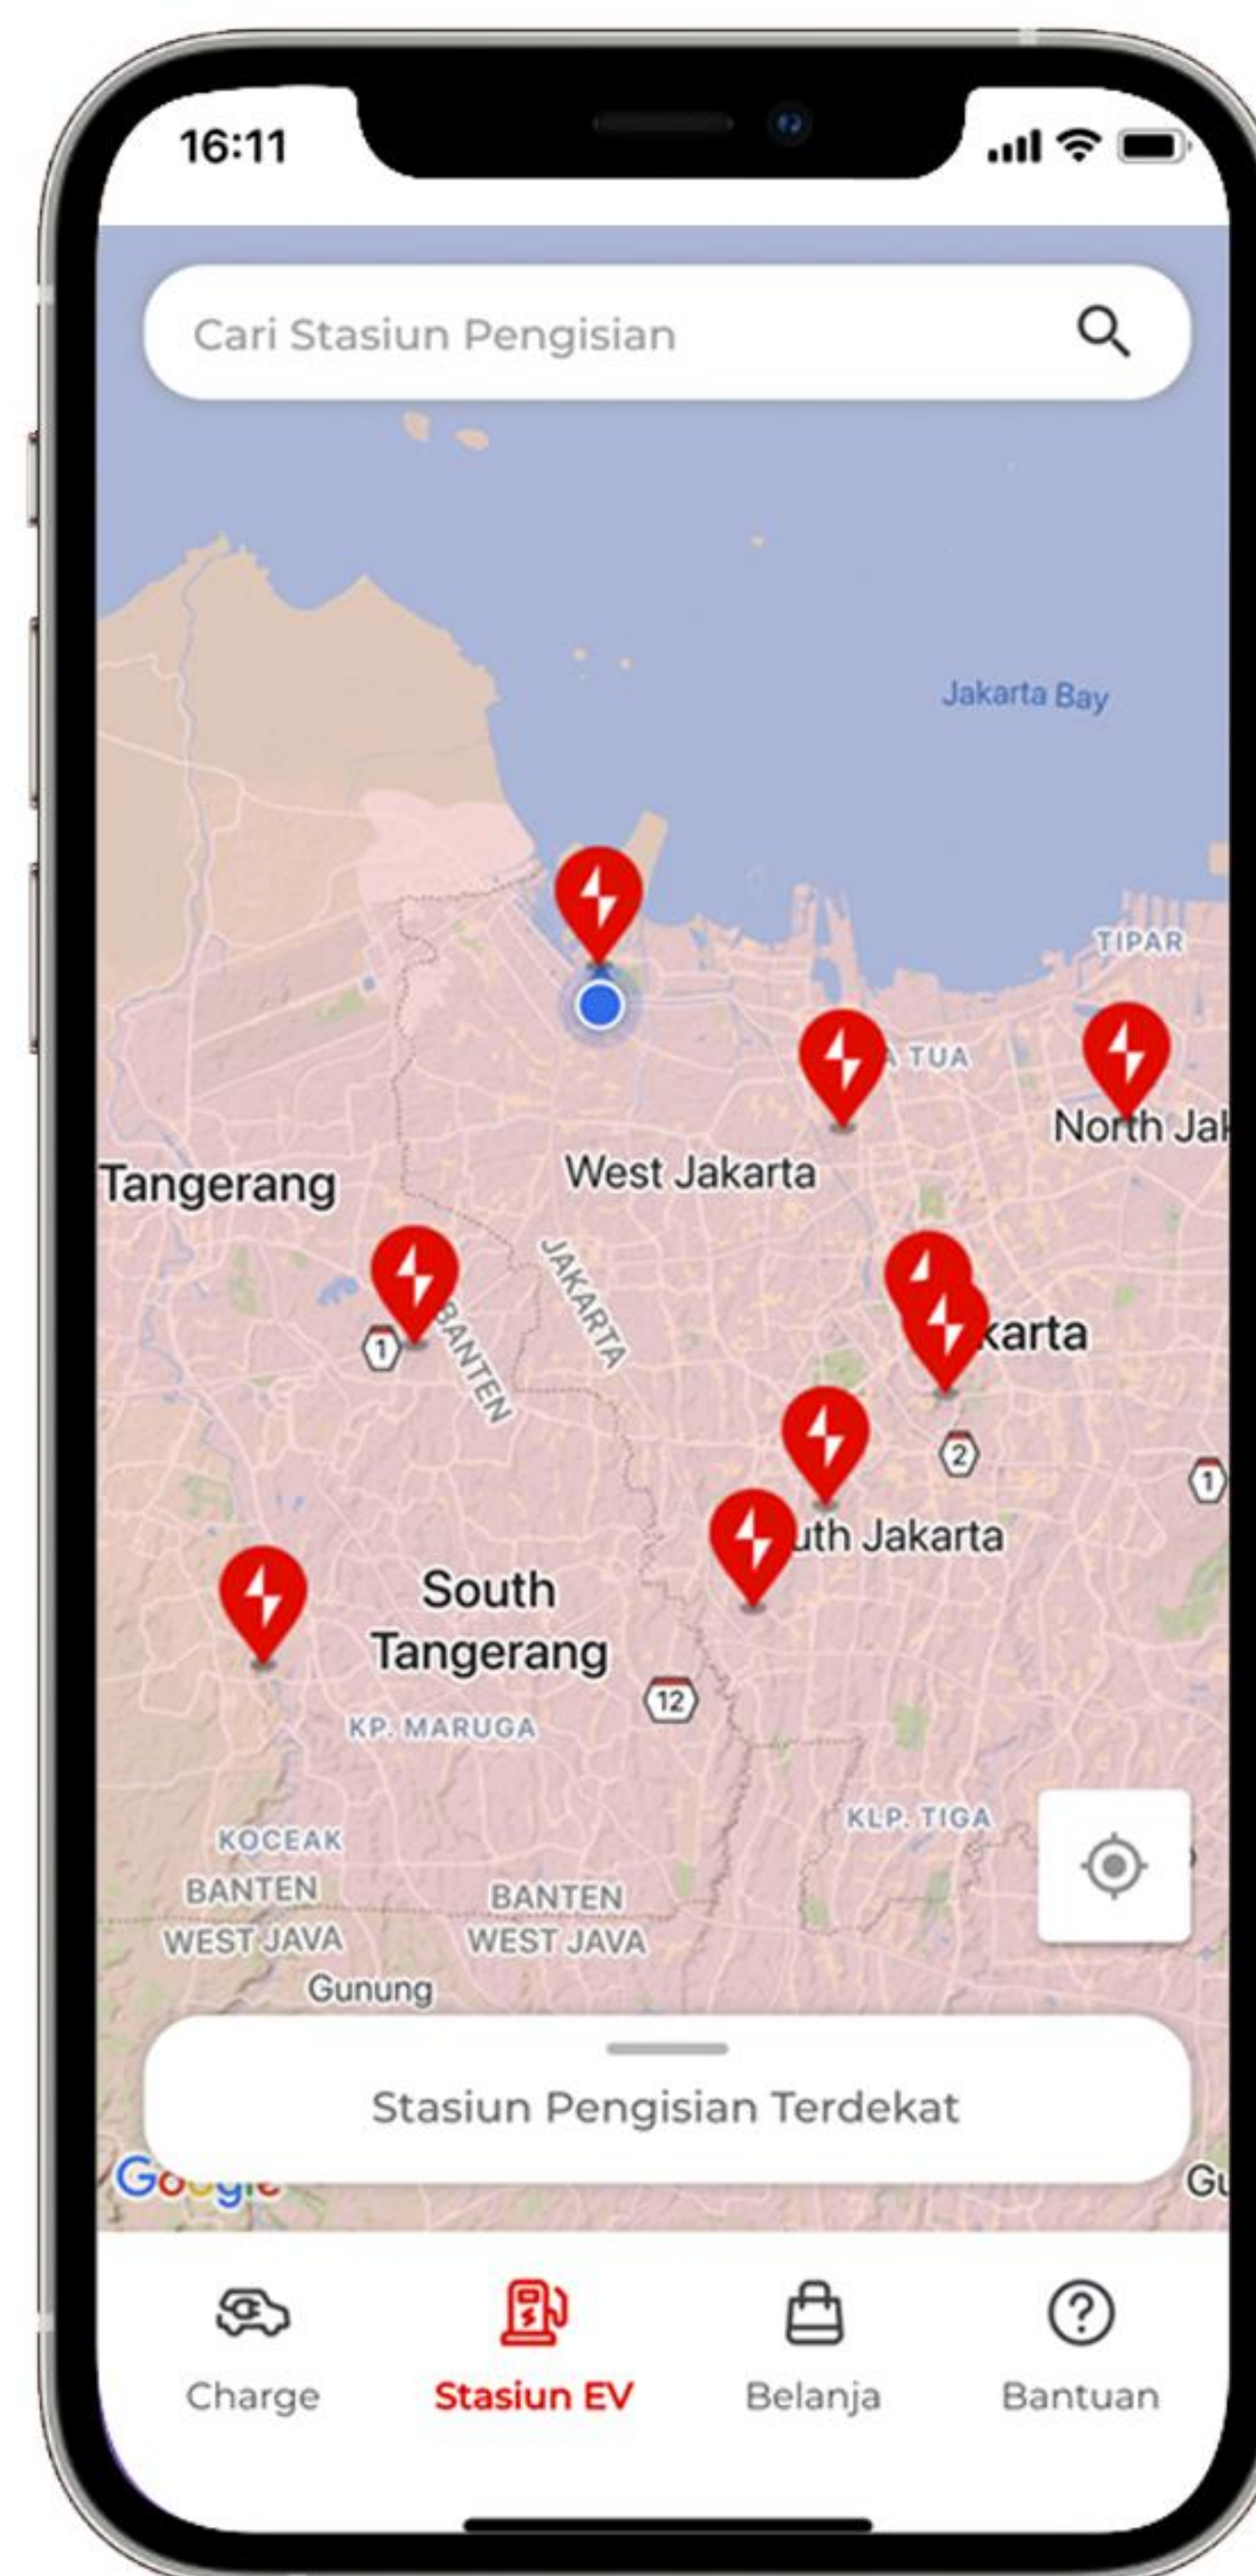 16:11
Cari Stasiun Pengisian
Jakarta Bay
TIPAR
A TUA
North Jak
West Jakarta
Tangerang
JAKARTA
BANTEN
1
karta
2
1
uth Jakarta
South
Tangerang
12
KP. MARUGA
KLP. TIGA
KOCEAK
BANTEN
WEST JAVA
BANTEN
WEST JAVA
Gunung
Stasiun Pengisian Terdekat
Google
Gu
Charge
Stasiun EV
Belanja
Bantuan